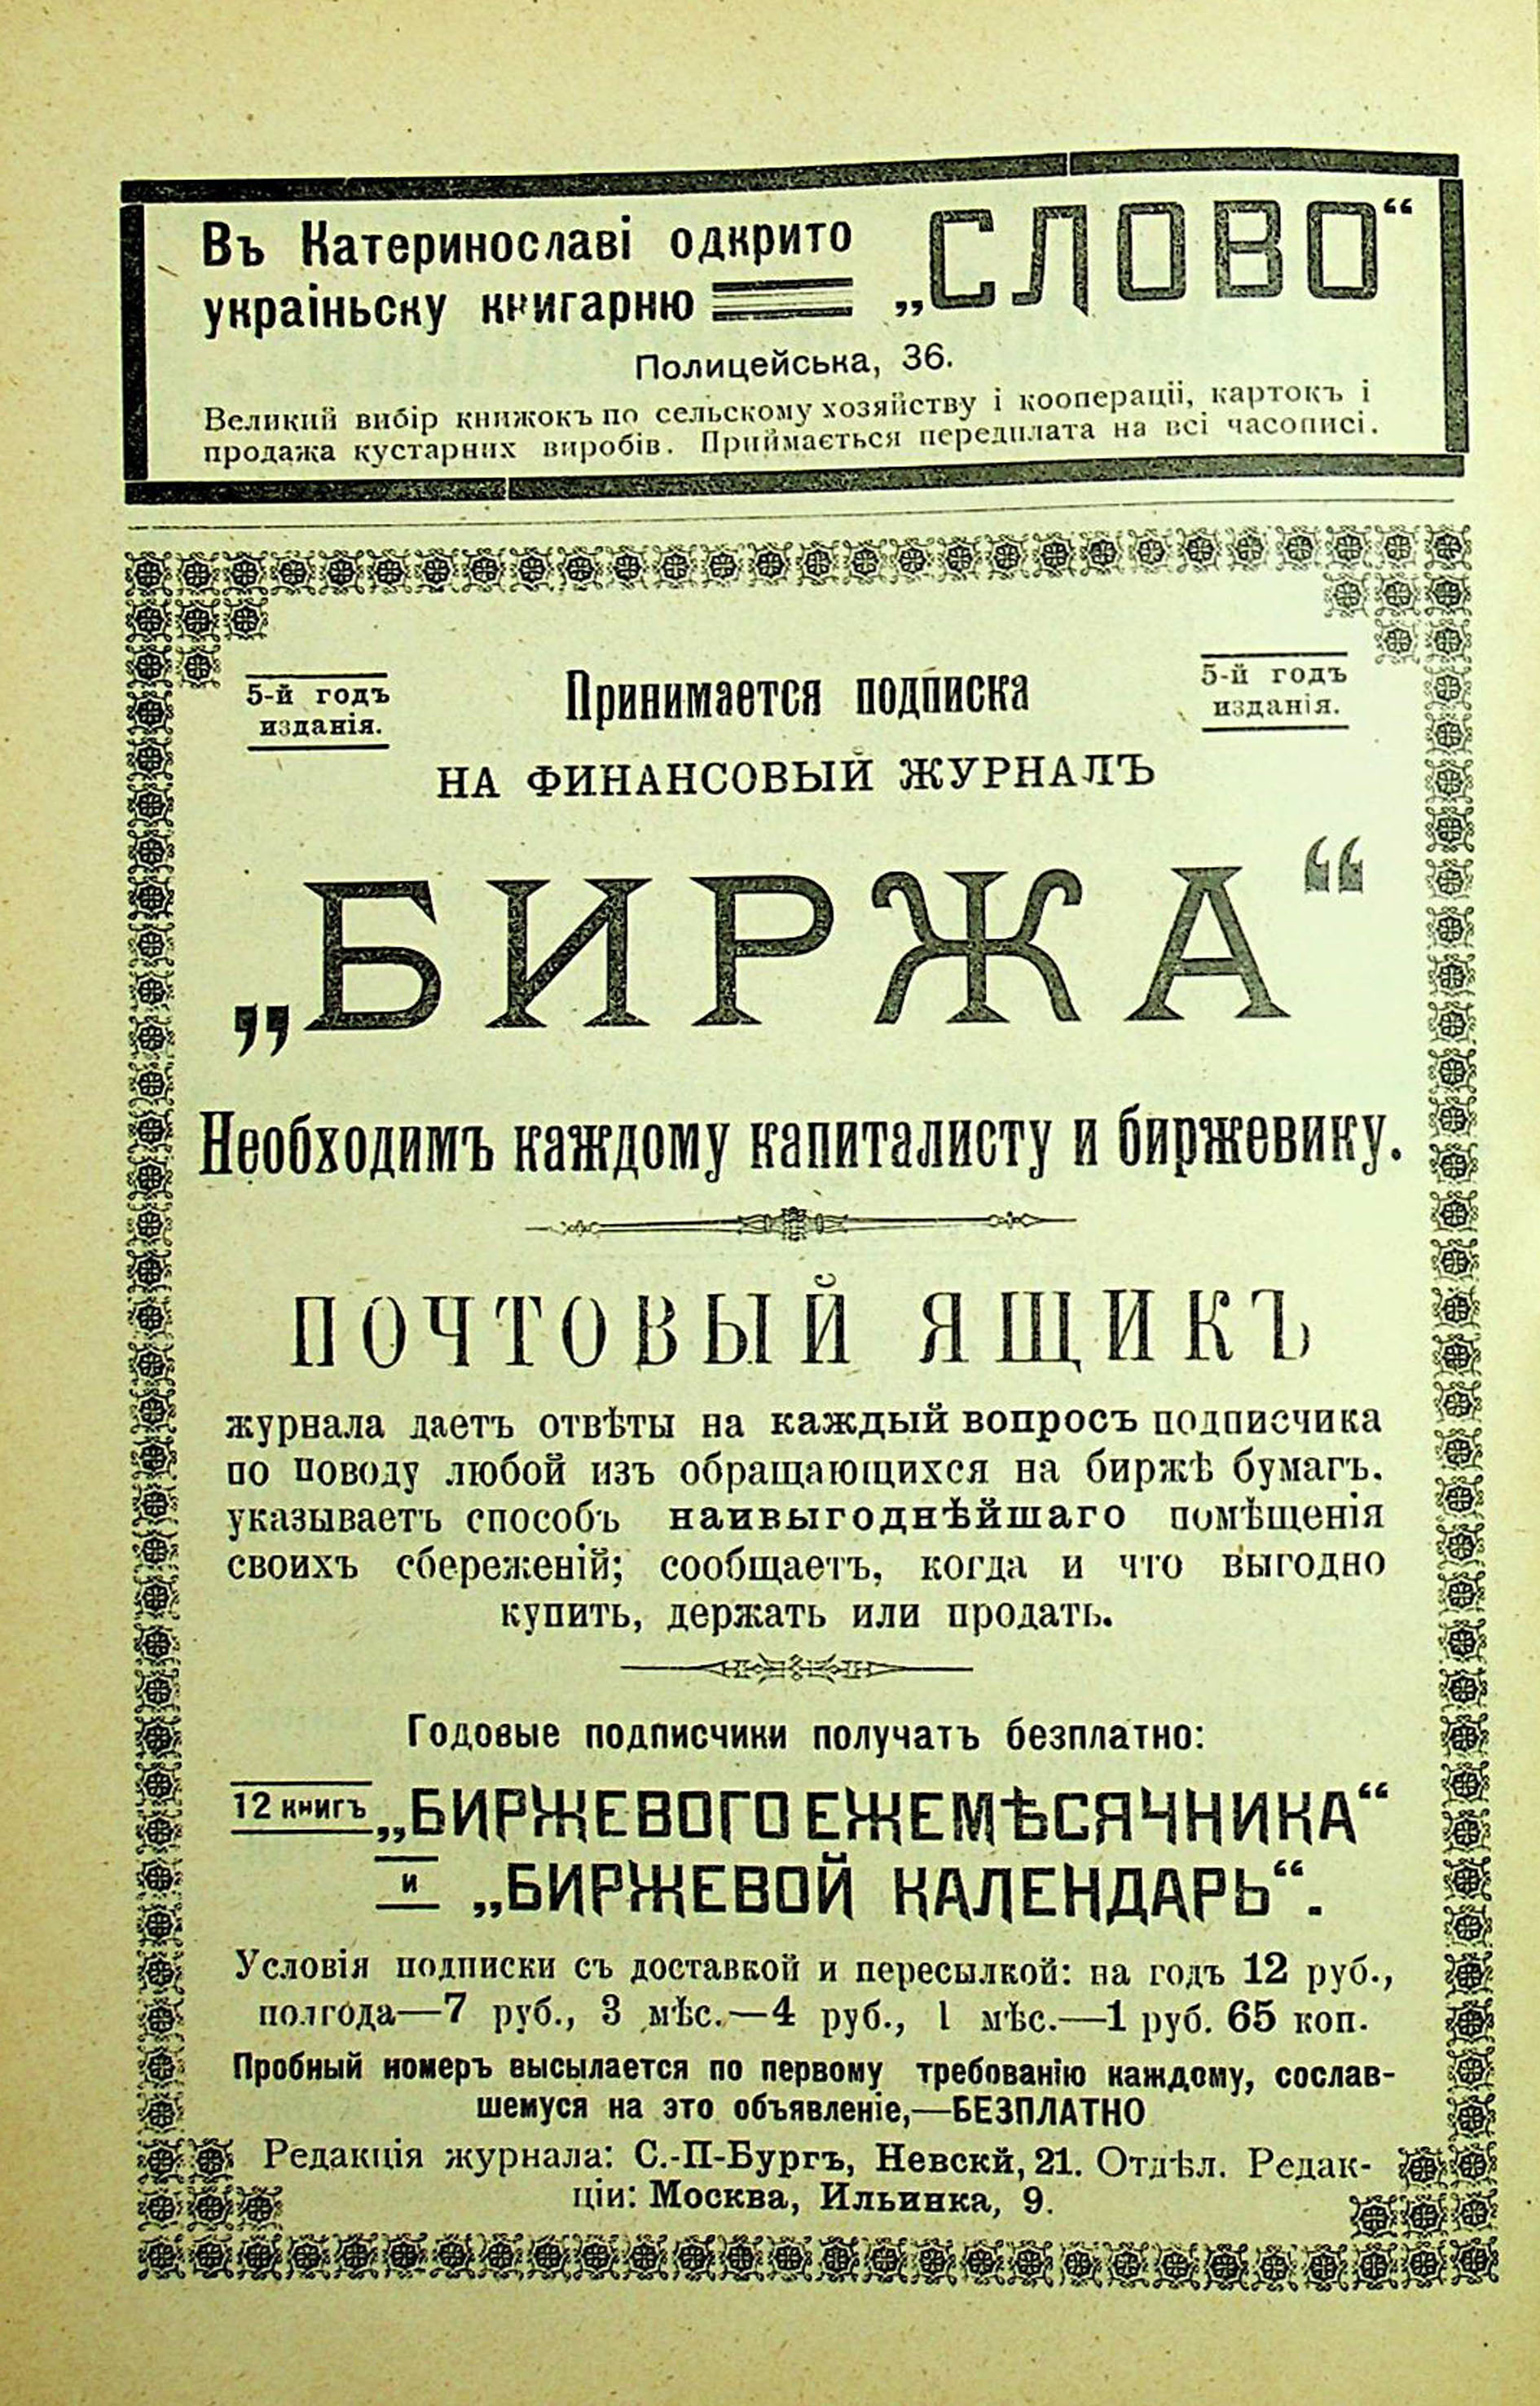 Въ Катеринославі одкрито „СЛОВО“
украіньску книгарню
Полицейська, 36.
Великий вибір книжокъ по сельскому хозяйству і коопераціі, картокъ і
продажа кустарних виробів. Приймається передплата на всі часописі.
5-й годъ
изданія.
Принимается подписка
5-й годъ
изданія.
НА ФИНАНСОВЫЙ ЖУРНАЛЪ
„БИРЖА“
Необходимъ каждому капиталисту и биржевику.
ПОЧТОВЫЙ ЯЩИКЪ
журнала даетъ отвѣты на каждый вопросъ подписчика
по поводу любой изъ обращающихся на биржѣ бумагъ.
указываетъ способъ наивыгоднѣйшаго помѣщенія
своихъ сбереженій; сообщаетъ, когда и что выгодно
купить, держать или продать.
Годовые подписчики получатъ безплатно:
12 книгъ „БИРЖЕВОГО ЕЖЕМѢСЯЧНИКА“
и „БИРЖЕВОЙ КАЛЕНДАРЬ“.
Условія подписки съ доставкой и пересылкой: на годъ 12 руб.,
полгода—7 руб., 3 мѣс.—4 руб., 1 мѣс.—1 руб. 65 коп.
Пробный номеръ высылается по первому требованію каждому, сослав-
шемуся на это объявленіе,—БЕЗПЛАТНО
Редакція журнала: С.-П-Бургъ, Невскй, 21. Отдѣл. Редак-
ціи: Москва, Ильинка, 9.